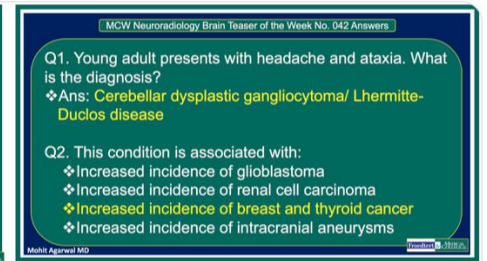 MCW Neuroradiology Brain Teaser of the Week No. 042 Answers
Q1. Young adult presents with headache and ataxia. What
is the diagnosis?
❖Ans: Cerebellar dysplastic gangliocytoma/ Lhermitte-
Duclos disease
Q2. This condition is associated with:
❖Increased incidence of glioblastoma
❖Increased incidence of renal cell carcinoma
❖Increased incidence of breast and thyroid cancer
❖Increased incidence of intracranial aneurysms
Mohit Agarwal MD
Froedtert &